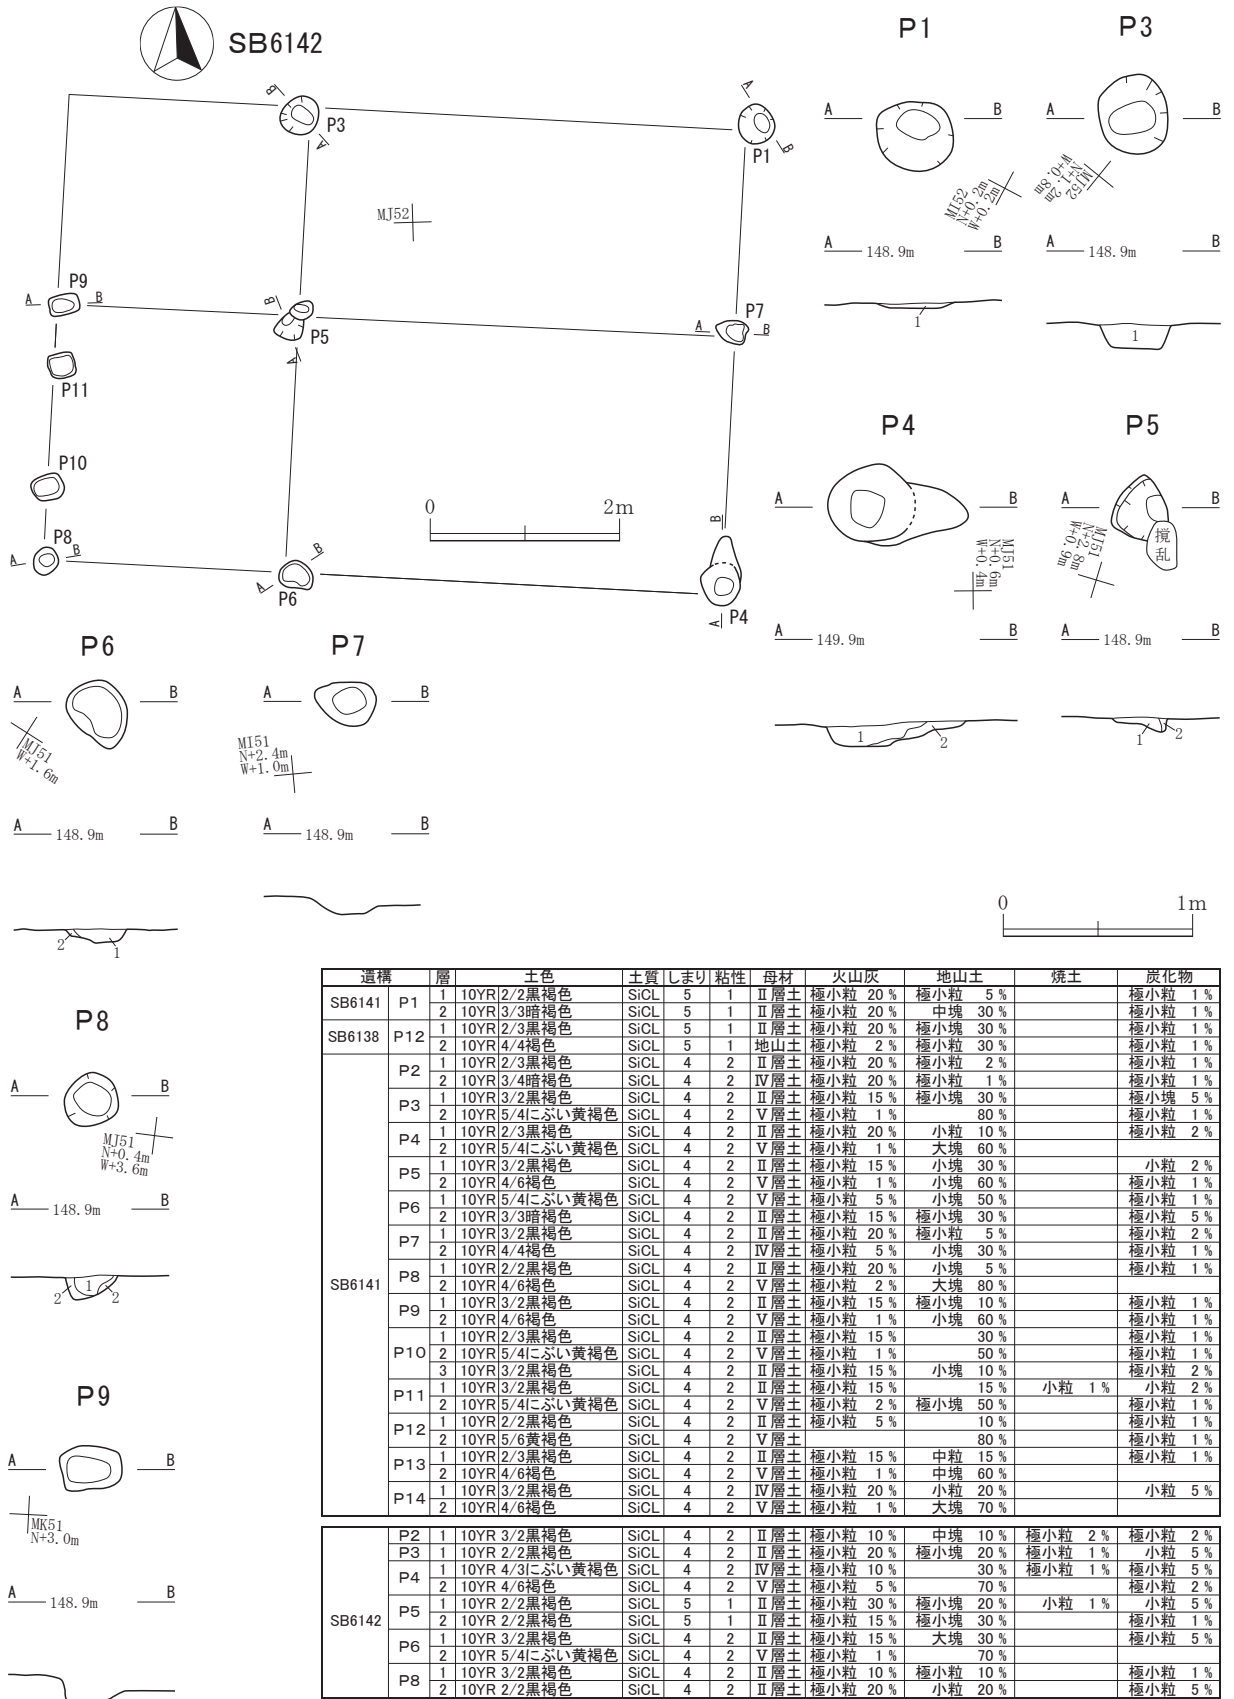 SB6142
B
P3
A
A
P1
B
MJ52
A
P9
B
B
P5
A
A
P7
B
P11
P10
A
P8
B
B
A
P6
B
A
P4
0
2m
P1
A
B
MI52
N+0.2m
W+0.2m
A
148.9m
B
1
P3
A
B
MJ52
N+1.2m
W+0.8m
A
148.9m
B
1
P4
A
B
MJ51
N+0.6m
W+0.4m
A
149.9m
B
1
2
P5
A
B
撹乱
MJ51
N+2.8m
W+0.9m
A
148.9m
B
1
2
P6
A
B
MJ51
W+1.6m
A
148.9m
B
2
1
P7
A
B
MI51
N+2.4m
W+1.0m
A
148.9m
B
0
1m
P8
A
B
MJ51
N+0.4m
W+3.6m
A
148.9m
B
2
1
2
P9
A
B
MK51
N+3.0m
A
148.9m
B
遺構 層 土色 土質 しまり 粘性 母材 火山灰 地山土 焼土 炭化物
SB6141 P1 1 10YR 2/2黒褐色 SiCL 5 1 Ⅱ層土 極小粒 20% 極小粒 5% 極小粒 1%
2 10YR 3/3暗褐色 SiCL 5 1 Ⅱ層土 極小粒 20% 中塊 30% 極小粒 1%
SB6138 P12 1 10YR 2/3黒褐色 SiCL 5 1 Ⅱ層土 極小粒 20% 極小塊 30% 極小粒 1%
2 10YR 4/4褐色 SiCL 5 1 地山土 極小粒 2% 極小粒 30% 極小粒 1%
SB6141 P2 1 10YR 2/3黒褐色 SiCL 4 2 Ⅱ層土 極小粒 20% 極小粒 2% 極小粒 1%
2 10YR 3/4暗褐色 SiCL 4 2 Ⅳ層土 極小粒 20% 極小粒 1% 極小粒 1%
P3 1 10YR 3/2黒褐色 SiCL 4 2 Ⅱ層土 極小粒 15% 極小塊 30% 極小塊 5%
2 10YR 5/4にぶい黄褐色 SiCL 4 2 Ⅴ層土 極小粒 1% 80% 極小粒 1%
P4 1 10YR 2/3黒褐色 SiCL 4 2 Ⅱ層土 極小粒 20% 小粒 10% 極小粒 2%
2 10YR 5/4にぶい黄褐色 SiCL 4 2 Ⅴ層土 極小粒 1% 大塊 60%
P5 1 10YR 3/2黒褐色 SiCL 4 2 Ⅱ層土 極小粒 15% 小塊 30% 小粒 2%
2 10YR 4/6褐色 SiCL 4 2 Ⅴ層土 極小粒 1% 小塊 60% 極小粒 1%
P6 1 10YR 5/4にぶい黄褐色 SiCL 4 2 Ⅴ層土 極小粒 5% 小塊 50% 極小粒 1%
2 10YR 3/3暗褐色 SiCL 4 2 Ⅱ層土 極小粒 15% 極小塊 30% 極小粒 5%
P7 1 10YR 3/2黒褐色 SiCL 4 2 Ⅱ層土 極小粒 20% 極小粒 5% 極小粒 2%
2 10YR 4/4褐色 SiCL 4 2 Ⅳ層土 極小粒 5% 小塊 30% 極小粒 1%
P8 1 10YR 2/2黒褐色 SiCL 4 2 Ⅱ層土 極小粒 20% 小塊 5% 極小粒 1%
2 10YR 4/6褐色 SiCL 4 2 Ⅴ層土 極小粒 2% 大塊 80%
P9 1 10YR 3/2黒褐色 SiCL 4 2 Ⅱ層土 極小粒 15% 極小塊 10% 極小粒 1%
2 10YR 4/6褐色 SiCL 4 2 Ⅴ層土 極小粒 1% 小塊 60% 極小粒 1%
P10 1 10YR 2/3黒褐色 SiCL 4 2 Ⅱ層土 極小粒 15% 30% 極小粒 1%
2 10YR 5/4にぶい黄褐色 SiCL 4 2 Ⅴ層土 極小粒 1% 50% 極小粒 1%
3 10YR 3/2黒褐色 SiCL 4 2 Ⅱ層土 極小粒 15% 小塊 10% 極小粒 2%
P11 1 10YR 3/2黒褐色 SiCL 4 2 Ⅱ層土 極小粒 15% 15% 小粒 1% 小粒 2%
2 10YR 5/4にぶい黄褐色 SiCL 4 2 Ⅴ層土 極小粒 2% 極小塊 50% 極小粒 1%
P12 1 10YR 2/2黒褐色 SiCL 4 2 Ⅱ層土 極小粒 5% 10% 極小粒 1%
2 10YR 5/6黄褐色 SiCL 4 2 Ⅴ層土 80% 極小粒 1%
P13 1 10YR 2/3黒褐色 SiCL 4 2 Ⅱ層土 極小粒 15% 中粒 15% 極小粒 1%
2 10YR 4/6褐色 SiCL 4 2 Ⅴ層土 極小粒 1% 中塊 60%
P14 1 10YR 3/2黒褐色 SiCL 4 2 Ⅳ層土 極小粒 20% 小粒 20% 小粒 5%
2 10YR 4/6褐色 SiCL 4 2 Ⅴ層土 極小粒 1% 大塊 70%
SB6142 P2 1 10YR 3/2黒褐色 SiCL 4 2 Ⅱ層土 極小粒 10% 中塊 10% 極小粒 2% 極小粒 2%
P3 1 10YR 2/2黒褐色 SiCL 4 2 Ⅱ層土 極小粒 20% 極小塊 20% 極小粒 1% 小粒 5%
P4 1 10YR 4/3にぶい黄褐色 SiCL 4 2 Ⅳ層土 極小粒 10% 30% 極小粒 1% 極小粒 5%
2 10YR 4/6褐色 SiCL 4 2 Ⅴ層土 極小粒 5% 70% 極小粒 2%
P5 1 10YR 2/2黒褐色 SiCL 5 1 Ⅱ層土 極小粒 30% 極小塊 20% 小粒 1% 小粒 5%
2 10YR 2/2黒褐色 SiCL 5 1 Ⅱ層土 極小粒 15% 極小塊 30% 極小粒 1%
P6 1 10YR 3/2黒褐色 SiCL 4 2 Ⅱ層土 極小粒 15% 大塊 30% 極小粒 5%
2 10YR 5/4にぶい黄褐色 SiCL 4 2 Ⅴ層土 極小粒 1% 70%
P8 1 10YR 3/2黒褐色 SiCL 4 2 Ⅱ層土 極小粒 10% 極小粒 10% 極小粒 1%
2 10YR 2/2黒褐色 SiCL 4 2 Ⅱ層土 極小粒 20% 小粒 20% 極小粒 5%